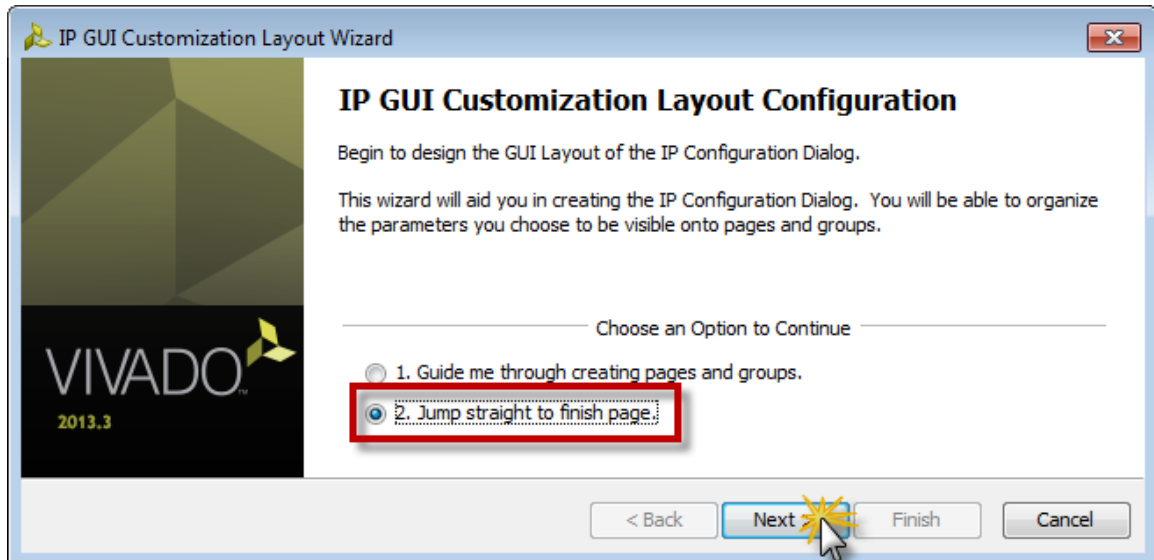 IP GUI Customization Layout Wizard
IP GUI Customization Layout Configuration
Begin to design the GUI Layout of the IP Configuration Dialog.
This wizard will aid you in creating the IP Configuration Dialog.  You will be able to organize
the parameters you choose to be visible onto pages and groups.
Choose an Option to Continue
1. Guide me through creating pages and groups.
2. Jump straight to finish page.
VIVADO™
2013.3
< Back
Next >
Finish
Cancel